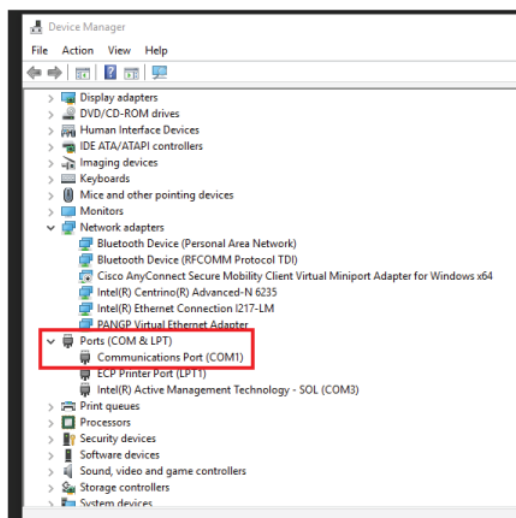 Device Manager
File Action View Help
Display adapters
DVD/CD-ROM drives
Human Interface Devices
IDE ATA/ATAPI controllers
Imaging devices
Keyboards
Mice and other pointing devices
Monitors
Network adapters
Bluetooth Device (Personal Area Network)
Bluetooth Device (RFCOMM Protocol TDI)
Cisco AnyConnect Secure Mobility Client Virtual Miniport Adapter for Windows x64
Intel(R) Centrino(R) Advanced-N 6235
Intel(R) Ethernet Connection I217-LM
PANGP Virtual Ethernet Adapter
Ports (COM & LPT)
Communications Port (COM1)
ECP Printer Port (LPT1)
Intel(R) Active Management Technology - SOL (COM3)
Print queues
Processors
Security devices
Software devices
Sound, video and game controllers
Storage controllers
System devices